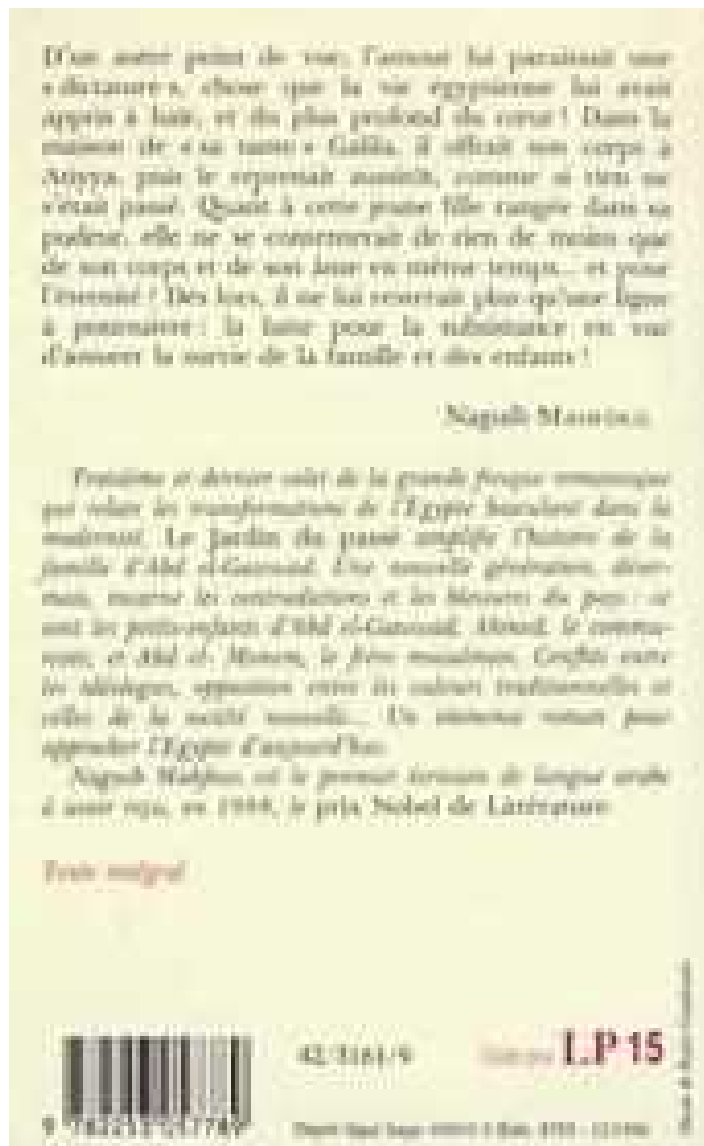 D'un autre point de vue, l'amour lui paraissait une
« dictature », chose que la vie égyptienne lui avait
appris à haïr, et du plus profond du cœur ! Dans la
maison de « sa tante » Galila, il offrait son corps à
Atiyya, puis le reprenait aussitôt, comme si rien ne
s'était passé. Quant à cette jeune fille rangée dans sa
pudeur, elle ne se contenterait de rien de moins que
de son corps et de son âme en même temps... et pour
l'éternité ! Dès lors, il ne lui resterait plus qu'une ligne
à poursuivre : la lutte pour la subsistance en vue
d'assurer la survie de la famille et des enfants !
Naguib MAHFOUZ
Troisième et dernier volet de la grande fresque romanesque
qui relate les transformations de l'Égypte basculant dans la
modernité, Le Jardin du passé amplifie l'histoire de la
famille d'Abd el-Gawwad. Une nouvelle génération, désor-
mais, incarne les contradictions et les blessures du pays : ce
sont les petits-enfants d'Abd el-Gawwad, Ahmed, le commu-
niste, et Abd el-Monem, le frère musulman. Conflits entre
les idéologies, opposition entre les valeurs traditionnelles et
celles de la société nouvelle... Un immense roman pour
approcher l'Égypte d'aujourd'hui.
Naguib Mahfouz est le premier écrivain de langue arabe
à avoir reçu, en 1988, le prix Nobel de Littérature.
Texte intégral
42/5161/9
LP 15